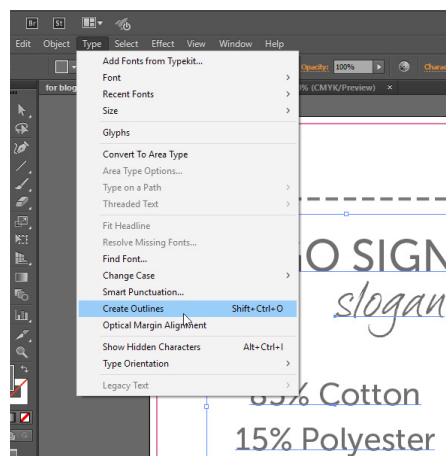 Br St
Edit Object Type Select Effect View Window Help
Opacity: 100%
for blog
% (CMYK/Preview) ×
Add Fonts from Typekit...
Font
Recent Fonts
Size
Glyphs
Convert To Area Type
Area Type Options...
Type on a Path
Threaded Text
Fit Headline
Resolve Missing Fonts...
Find Font...
Change Case
Smart Punctuation...
Create Outlines Shift+Ctrl+O
Optical Margin Alignment
Show Hidden Characters Alt+Ctrl+I
Type Orientation
Legacy Text
O SIGN
slogan
85% Cotton
15% Polyester